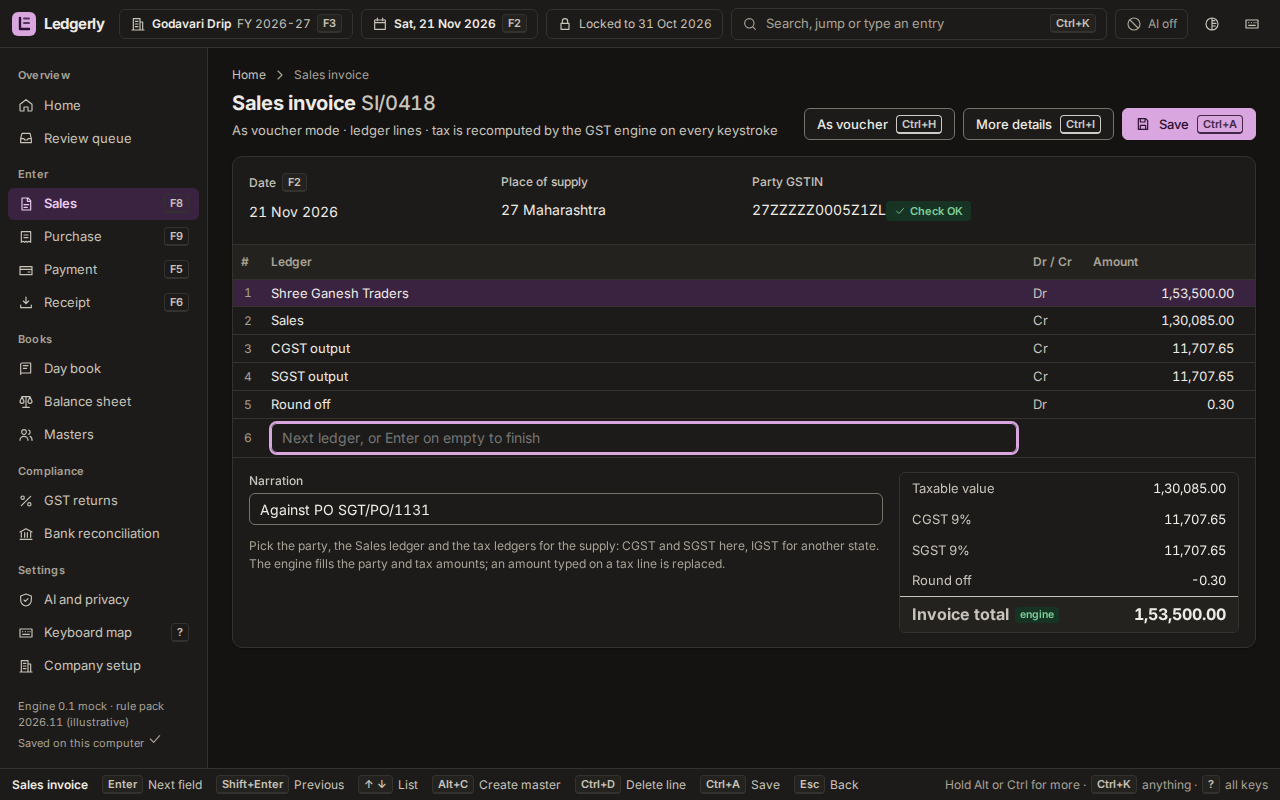 Ledgerly
Godavari Drip FY 2026-27 F3
Sat, 21 Nov 2026 F2
Locked to 31 Oct 2026
Search, jump or type an entry Ctrl+K
AI off
Overview
Home
Review queue
Enter
Sales F8
Purchase F9
Payment F5
Receipt F6
Books
Day book
Balance sheet
Masters
Compliance
GST returns
Bank reconciliation
Settings
AI and privacy
Keyboard map ?
Company setup
Engine 0.1 mock · rule pack
2026.11 (illustrative)
Saved on this computer
Home > Sales invoice
Sales invoice SI/0418
As voucher mode · ledger lines · tax is recomputed by the GST engine on every keystroke
As voucher Ctrl+H
More details Ctrl+I
Save Ctrl+A
Date F2 Place of supply Party GSTIN
21 Nov 2026 27 Maharashtra 27ZZZZZ0005Z1ZL Check OK
# Ledger Dr / Cr Amount
1 Shree Ganesh Traders Dr 1,53,500.00
2 Sales Cr 1,30,085.00
3 CGST output Cr 11,707.65
4 SGST output Cr 11,707.65
5 Round off Dr 0.30
6 Next ledger, or Enter on empty to finish
Narration
Against PO SGT/PO/1131
Pick the party, the Sales ledger and the tax ledgers for the supply: CGST and SGST here, IGST for another state.
The engine fills the party and tax amounts; an amount typed on a tax line is replaced.
Taxable value 1,30,085.00
CGST 9% 11,707.65
SGST 9% 11,707.65
Round off -0.30
Invoice total engine 1,53,500.00
Sales invoice Enter Next field Shift+Enter Previous ↑ ↓ List Alt+C Create master Ctrl+D Delete line Ctrl+A Save Esc Back Hold Alt or Ctrl for more · Ctrl+K anything · ? all keys